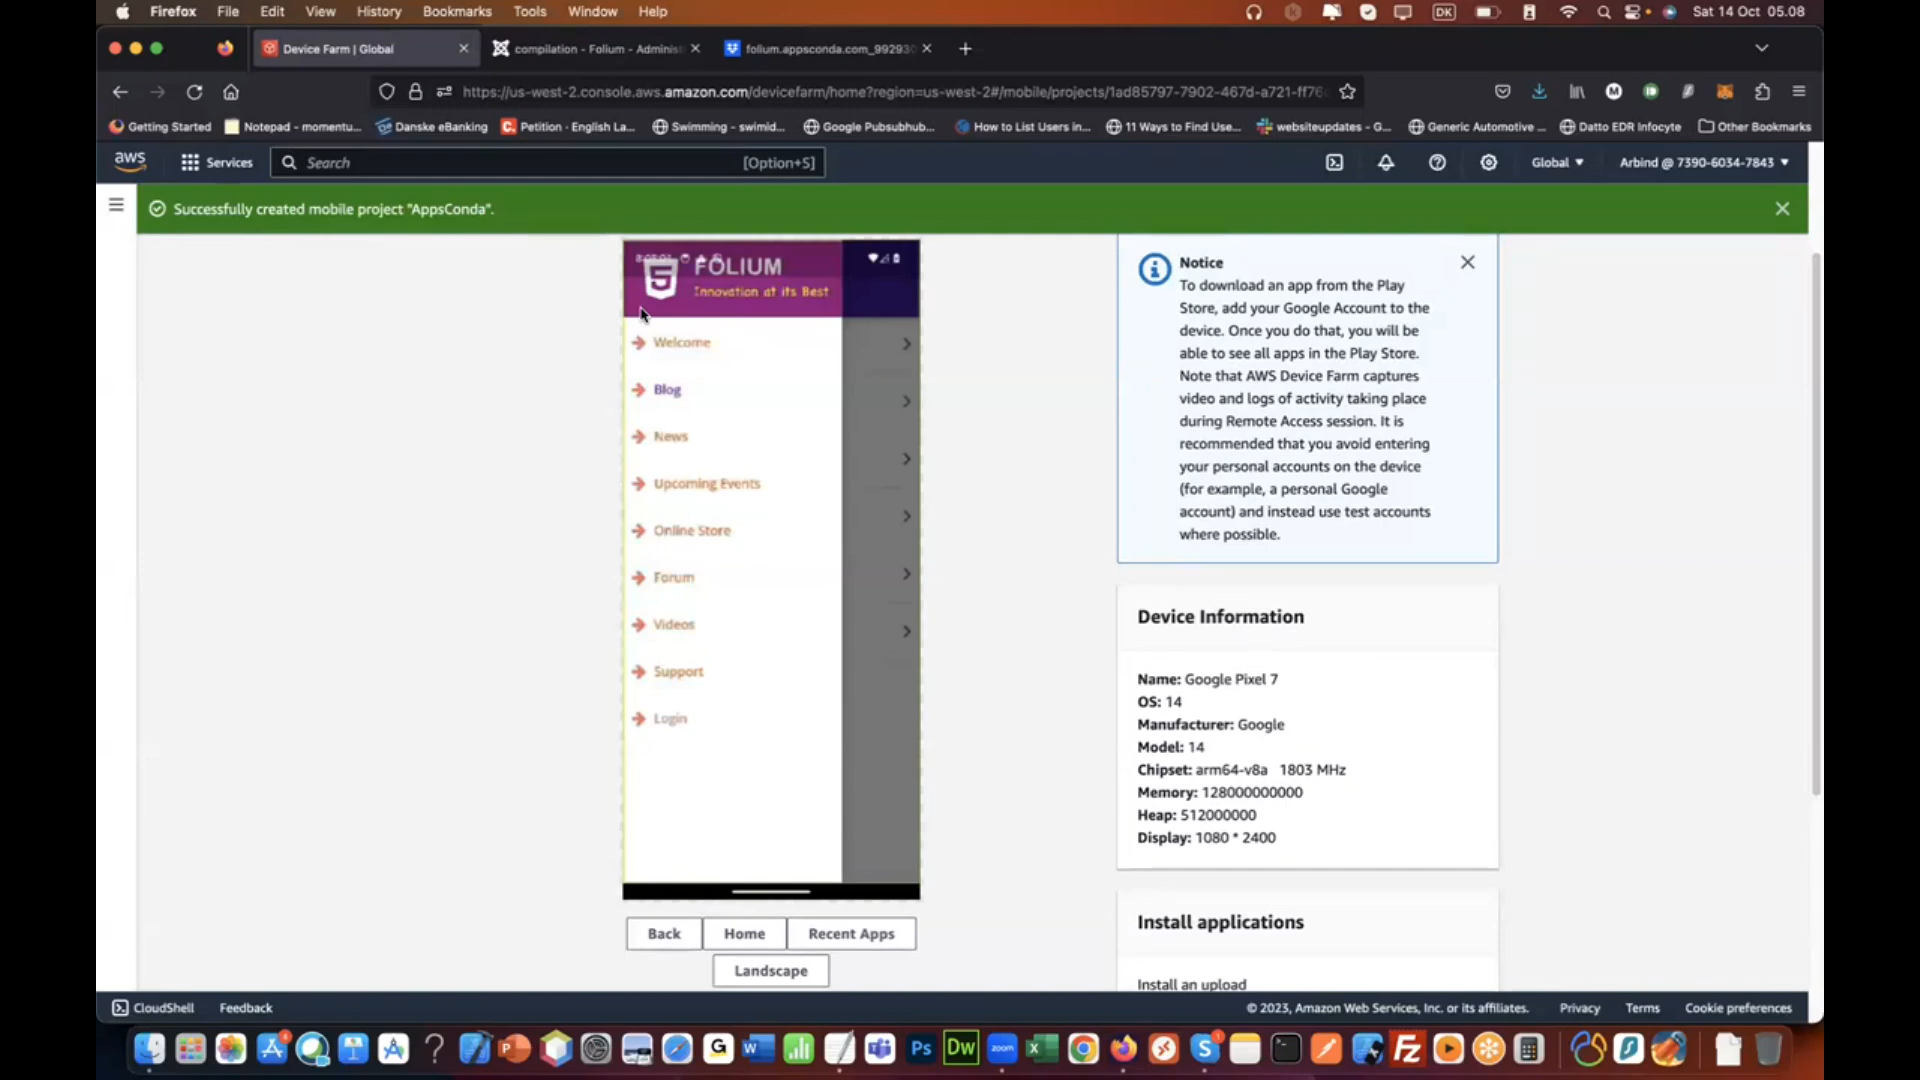 Firefox File Edit View History Bookmarks Tools Window Help DK Sat 14 Oct 05.08
Device Farm | Global compilation - Folium - Adminis folium.appsconda.com_99293
https://us-west-2.console.aws.amazon.com/devicefarm/home?region=us-west-2#/mobile/projects/1ad85797-7902-467d-a721-ff76
Getting Started Notepad - momentu... Danske eBanking Petition - English La... Swimming - swimid... Google Pubsubhub... How to List Users in... 11 Ways to Find Use... websiteupdates - G... Generic Automotive ... Datto EDR Infocyte Other Bookmarks
aws Services Search [Option+S] Global Arbind @ 7390-6034-7843
Successfully created mobile project "AppsConda".
FOLIUM
Innovation at its Best
Welcome
Blog
News
Upcoming Events
Online Store
Forum
Videos
Support
Login
Back Home Recent Apps
Landscape
Notice
To download an app from the Play
Store, add your Google Account to the
device. Once you do that, you will be
able to see all apps in the Play Store.
Note that AWS Device Farm captures
video and logs of activity taking place
during Remote Access session. It is
recommended that you avoid entering
your personal accounts on the device
(for example, a personal Google
account) and instead use test accounts
where possible.
Device Information
Name: Google Pixel 7
OS: 14
Manufacturer: Google
Model: 14
Chipset: arm64-v8a 1803 MHz
Memory: 128000000000
Heap: 512000000
Display: 1080 * 2400
Install applications
Install an upload
CloudShell Feedback © 2023, Amazon Web Services, Inc. or its affiliates. Privacy Terms Cookie preferences
Ps Dw zoom